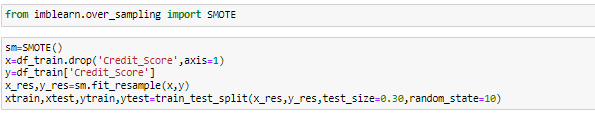 from imblearn.over_sampling import SMOTE
sm=SMOTE()
x=df_train.drop('Credit_Score',axis=1)
y=df_train['Credit_Score']
x_res,y_res=sm.fit_resample(x,y)
xtrain,xtest,ytrain,ytest=train_test_split(x_res,y_res,test_size=0.30,random_state=10)